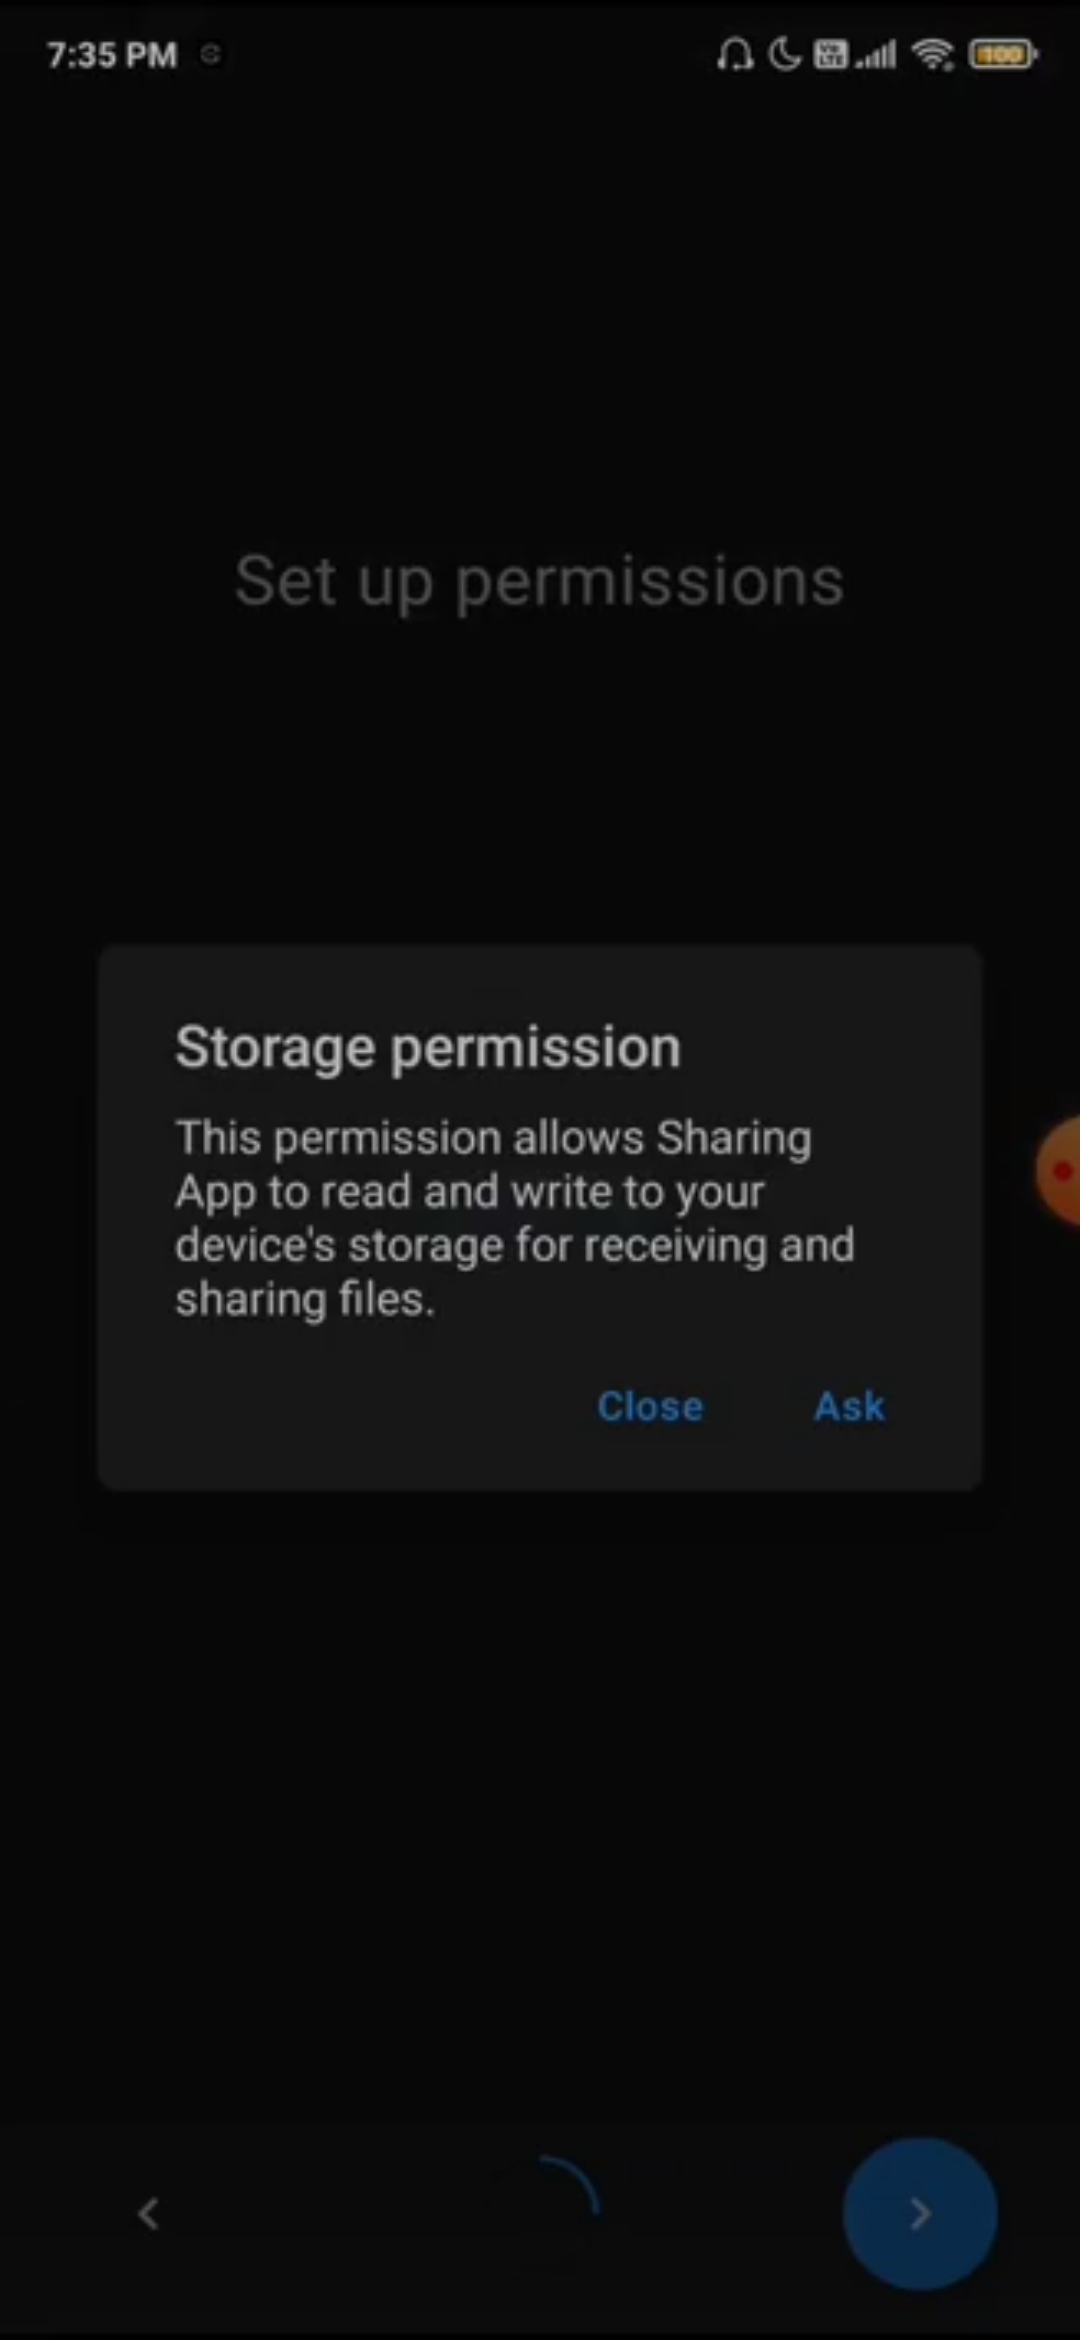 7:35 PM
100
Set up permissions
Storage permission
This permission allows Sharing
App to read and write to your
device's storage for receiving and
sharing files.
Close Ask